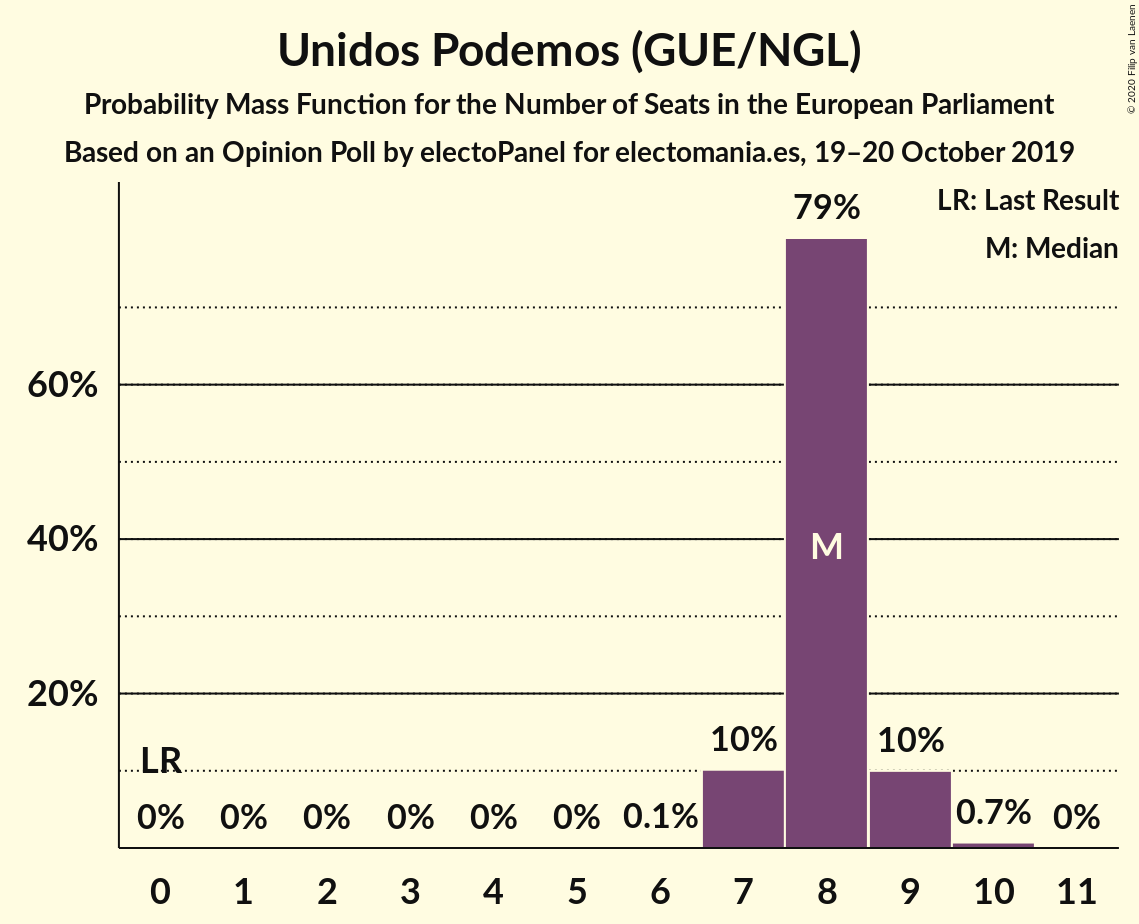 Unidos Podemos (GUE/NGL)
Probability Mass Function for the Number of Seats in the European Parliament
Based on an Opinion Poll by electoPanel for electomania.es, 19–20 October 2019
© 2020 Filip van Laenen
LR: Last Result
M: Median
79%
60%
40%
M
20%
10%
10%
LR
0%
0%
0%
0%
0%
0%
0.1%
0.7%
0%
0 1 2 3 4 5 6 7 8 9 10 11